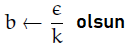 b ← ϵ/k olsun